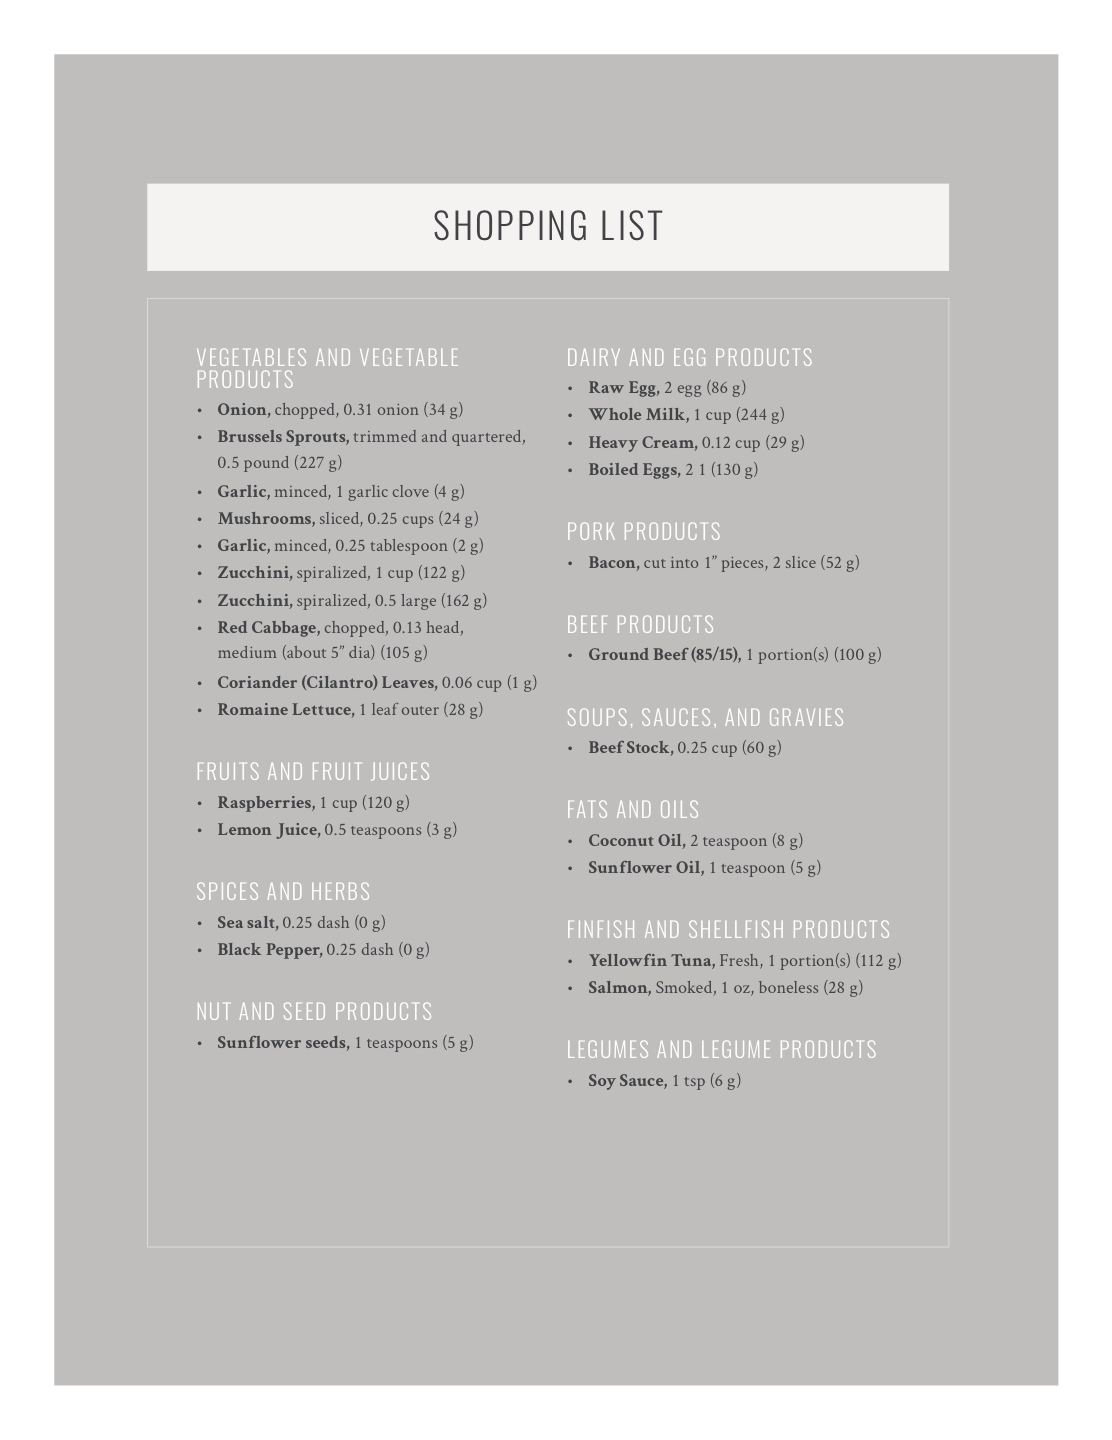 SHOPPING LIST
VEGETABLES AND VEGETABLE
PRODUCTS
• Onion, chopped, 0.31 onion (34 g)
• Brussels Sprouts, trimmed and quartered,
0.5 pound (227 g)
• Garlic, minced, 1 garlic clove (4 g)
• Mushrooms, sliced, 0.25 cups (24 g)
• Garlic, minced, 0.25 tablespoon (2 g)
• Zucchini, spiralized, 1 cup (122 g)
• Zucchini, spiralized, 0.5 large (162 g)
• Red Cabbage, chopped, 0.13 head,
medium (about 5” dia) (105 g)
• Coriander (Cilantro) Leaves, 0.06 cup (1 g)
• Romaine Lettuce, 1 leaf outer (28 g)
FRUITS AND FRUIT JUICES
• Raspberries, 1 cup (120 g)
• Lemon Juice, 0.5 teaspoons (3 g)
SPICES AND HERBS
• Sea salt, 0.25 dash (0 g)
• Black Pepper, 0.25 dash (0 g)
NUT AND SEED PRODUCTS
• Sunflower seeds, 1 teaspoons (5 g)
DAIRY AND EGG PRODUCTS
• Raw Egg, 2 egg (86 g)
• Whole Milk, 1 cup (244 g)
• Heavy Cream, 0.12 cup (29 g)
• Boiled Eggs, 2 1 (130 g)
PORK PRODUCTS
• Bacon, cut into 1” pieces, 2 slice (52 g)
BEEF PRODUCTS
• Ground Beef (85/15), 1 portion(s) (100 g)
SOUPS, SAUCES, AND GRAVIES
• Beef Stock, 0.25 cup (60 g)
FATS AND OILS
• Coconut Oil, 2 teaspoon (8 g)
• Sunflower Oil, 1 teaspoon (5 g)
FINFISH AND SHELLFISH PRODUCTS
• Yellowfin Tuna, Fresh, 1 portion(s) (112 g)
• Salmon, Smoked, 1 oz, boneless (28 g)
LEGUMES AND LEGUME PRODUCTS
• Soy Sauce, 1 tsp (6 g)